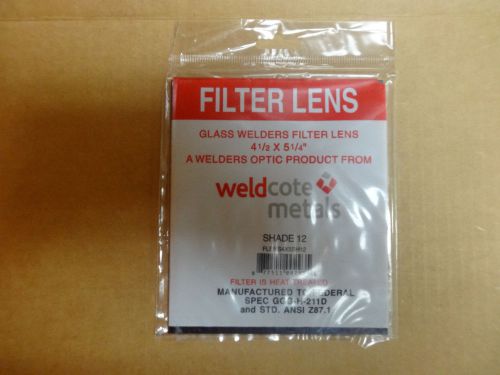 FILTER LENS
GLASS WELDERS FILTER LENS
4 1/2 X 5 1/4"
A WELDERS OPTIC PRODUCT FROM
weldcote
metals
SHADE 12
FILTER IS HEAT TREATED
MANUFACTURED TO FEDERAL
SPEC GGG-H-211D
and STD. ANSI Z87.1